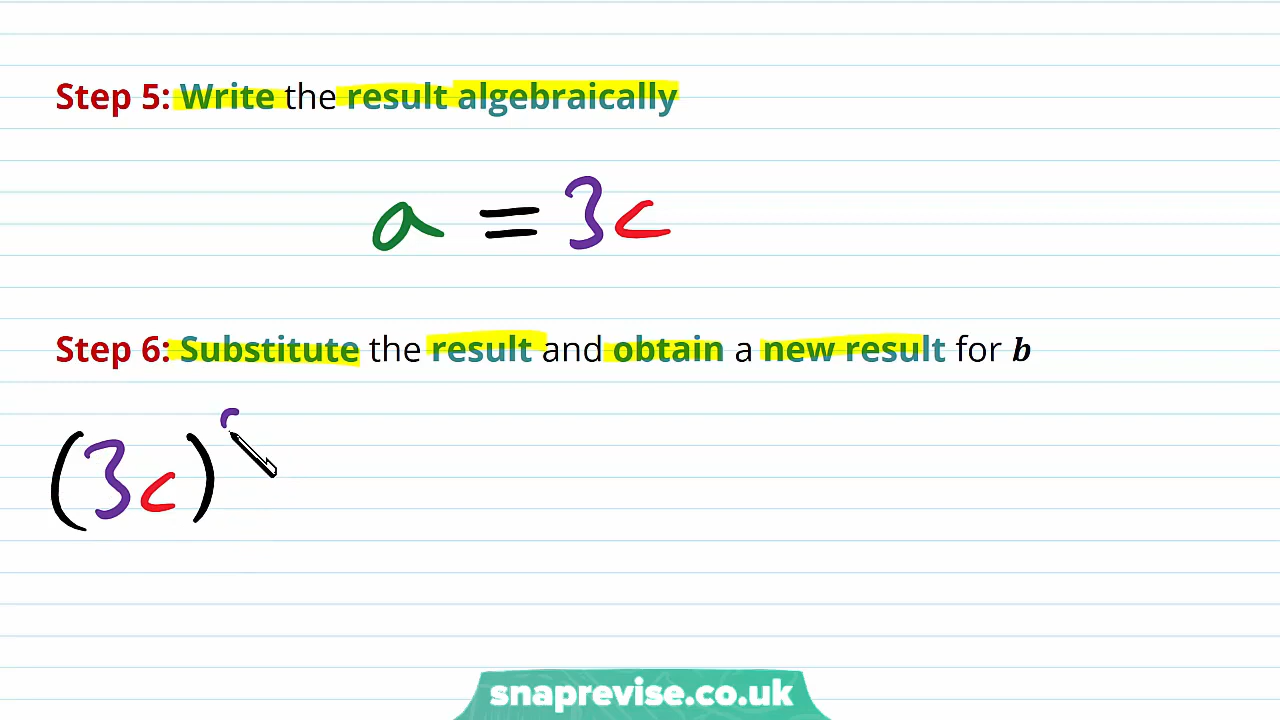 Step 5: Write the result algebraically
a = 3c
Step 6: Substitute the result and obtain a new result for b
(3c)
snaprevise.co.uk